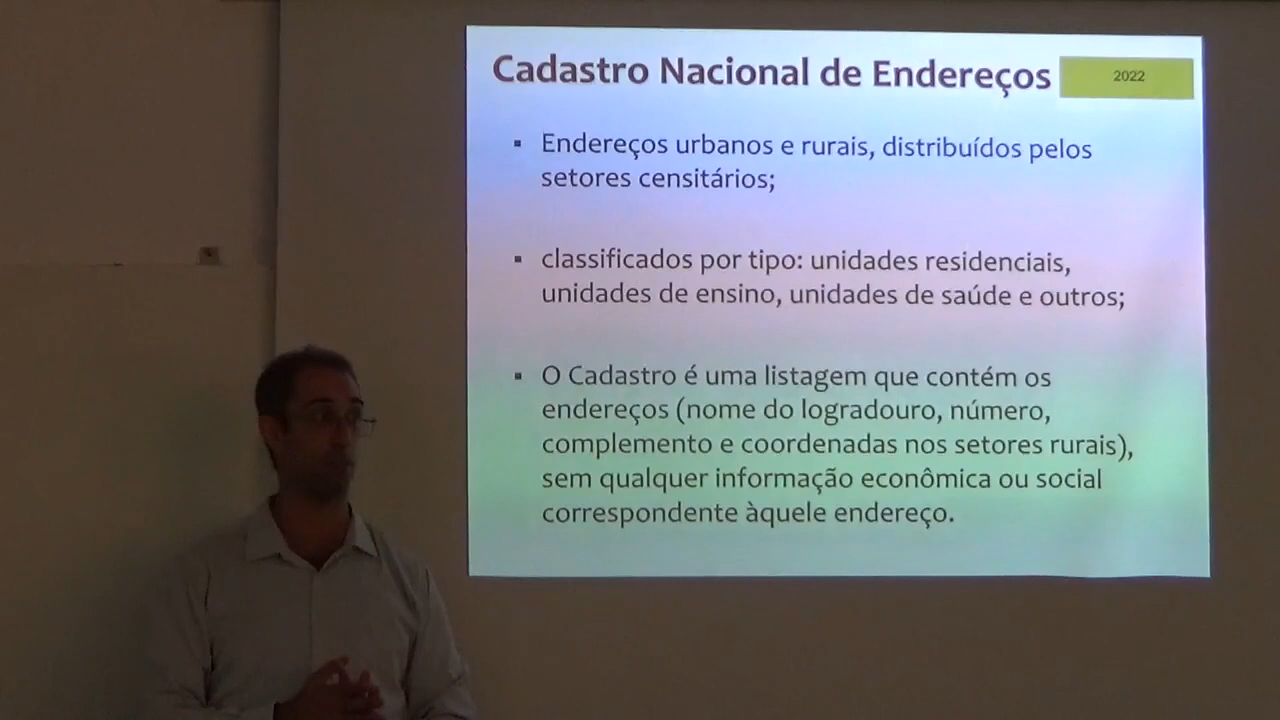 Cadastro Nacional de Endereços
2022
▪ Endereços urbanos e rurais, distribuídos pelos
setores censitários;
▪ classificados por tipo: unidades residenciais,
unidades de ensino, unidades de saúde e outros;
▪ O Cadastro é uma listagem que contém os
endereços (nome do logradouro, número,
complemento e coordenadas nos setores rurais),
sem qualquer informação econômica ou social
correspondente àquele endereço.